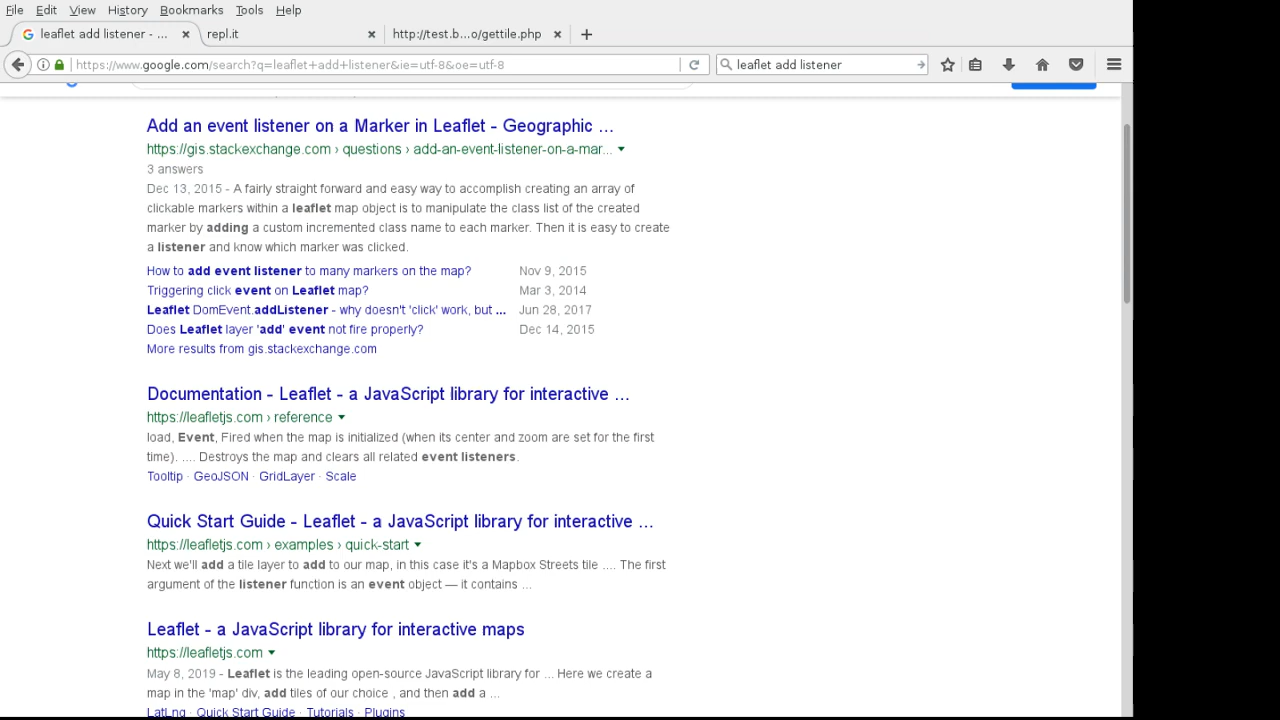 File Edit View History Bookmarks Tools Help
leaflet add listener - ... repl.it http://test.b...o/gettile.php
https://www.google.com/search?q=leaflet+add+listener&ie=utf-8&oe=utf-8 leaflet add listener
Add an event listener on a Marker in Leaflet - Geographic ...
https://gis.stackexchange.com › questions › add-an-event-listener-on-a-mar...
3 answers
Dec 13, 2015 - A fairly straight forward and easy way to accomplish creating an array of
clickable markers within a leaflet map object is to manipulate the class list of the created
marker by adding a custom incremented class name to each marker. Then it is easy to create
a listener and know which marker was clicked.
How to add event listener to many markers on the map? Nov 9, 2015
Triggering click event on Leaflet map? Mar 3, 2014
Leaflet DomEvent.addListener - why doesn't 'click' work, but ... Jun 28, 2017
Does Leaflet layer 'add' event not fire properly? Dec 14, 2015
More results from gis.stackexchange.com
Documentation - Leaflet - a JavaScript library for interactive ...
https://leafletjs.com › reference
load, Event, Fired when the map is initialized (when its center and zoom are set for the first
time). .... Destroys the map and clears all related event listeners.
Tooltip · GeoJSON · GridLayer · Scale
Quick Start Guide - Leaflet - a JavaScript library for interactive ...
https://leafletjs.com › examples › quick-start
Next we'll add a tile layer to add to our map, in this case it's a Mapbox Streets tile .... The first
argument of the listener function is an event object — it contains ...
Leaflet - a JavaScript library for interactive maps
https://leafletjs.com
May 8, 2019 - Leaflet is the leading open-source JavaScript library for ... Here we create a
map in the 'map' div, add tiles of our choice , and then add a ...
LatLng · Quick Start Guide · Tutorials · Plugins